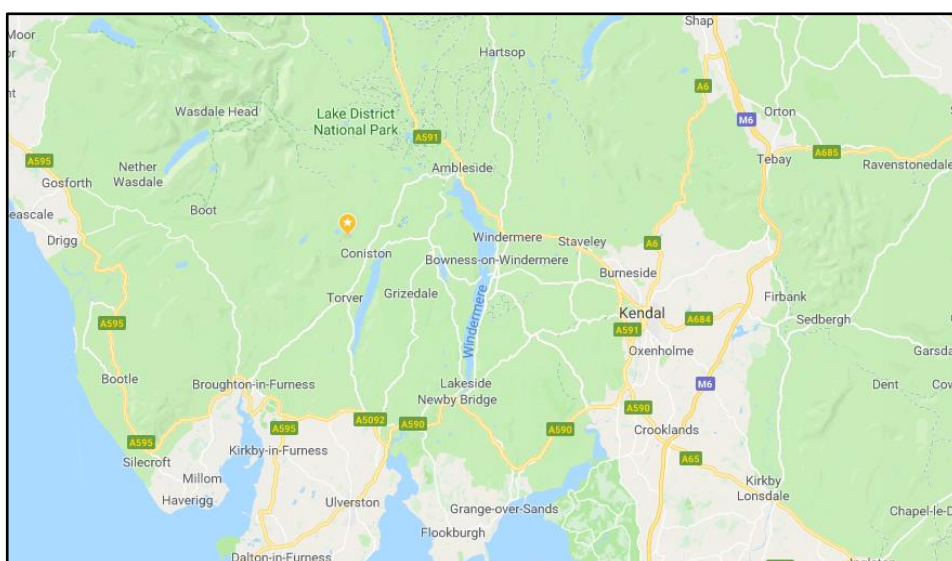 Shap
Moor
Hartsop
A6
Wasdale Head
Orton
Lake District
National Park
M6
A591
A685
A595
Nether
Wasdale
Ambleside
Tebay
Ravenstonedale
Gosforth
Boot
Drigg
Coniston
Windermere
Staveley
A6
Bowness-on-Windermere
Burneside
Torver
Grizedale
Firbank
Kendal
A684
Sedbergh
A595
Windermere
A591
Oxenholme
Bootle
Broughton-in-Furness
Lakeside
M6
Dent
Newby Bridge
A5092
A590
A590
A590
A595
A595
Crooklands
Kirkby-in-Furness
Silecroft
A65
Millom
Haverigg
Ulverston
Grange-over-Sands
Kirkby
Lonsdale
Flookburgh
Dalton-in-Furness